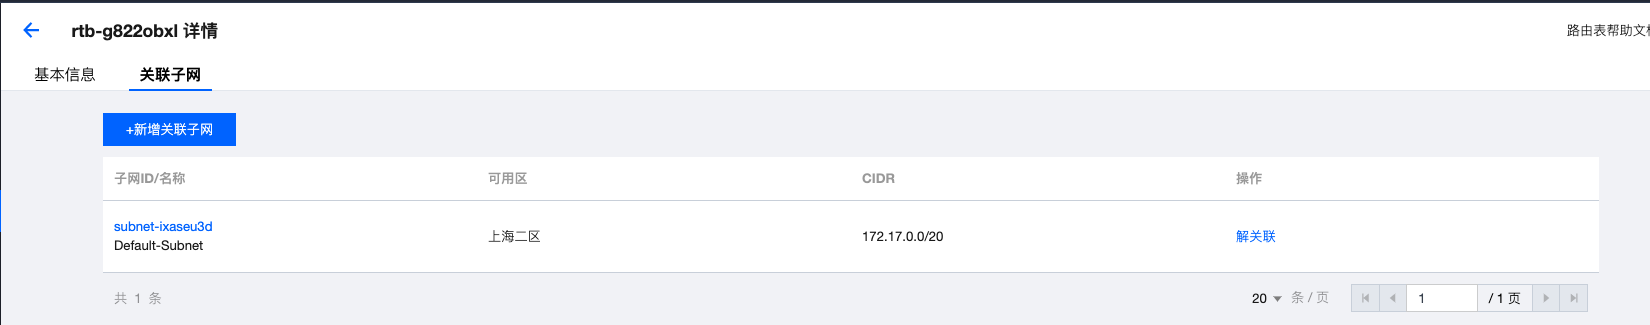 rtb-g822obxl 详情
路由表帮助文
基本信息 关联子网
+新增关联子网
子网ID/名称 可用区 CIDR 操作
subnet-ixaseu3d
Default-Subnet
上海二区 172.17.0.0/20 解关联
共 1 条 20 条 / 页 1 / 1 页